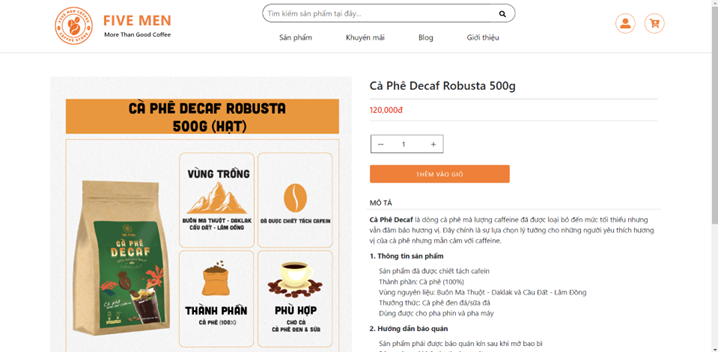 FIVE MEN COFFEE
COFFEE STORE
FIVE MEN
More Than Good Coffee
Tìm kiếm sản phẩm tại đây...
Sản phẩm Khuyến mãi Blog Giới thiệu
CÀ PHÊ DECAF ROBUSTA
500G (HẠT)
VÙNG TRỒNG
BUÔN MA THUỘT - DAKLAK
CẦU ĐẤT - LÂM ĐỒNG
ĐÃ ĐƯỢC CHIẾT TÁCH CAFEIN
CÀ PHÊ
DECAF
Cà phê
THÀNH PHẦN
CÀ PHÊ (100%)
PHÙ HỢP
CHO CẢ
CÀ PHÊ ĐEN & SỮA
Cà Phê Decaf Robusta 500g
120,000đ
— 1 +
THÊM VÀO GIỎ
MÔ TẢ
Cà Phê Decaf là dòng cà phê mà lượng caffeine đã được loại bỏ đến mức tối thiểu nhưng
vẫn đảm bảo hương vị. Đây chính là sự lựa chọn lý tưởng cho những người yêu thích hương
vị của cà phê nhưng mẫn cảm với caffeine.
1. Thông tin sản phẩm
Sản phẩm đã được chiết tách cafein
Thành phần: Cà phê (100%)
Vùng nguyên liệu: Buôn Ma Thuột - Daklak và Cầu Đất - Lâm Đồng
Thưởng thức: Cà phê đen đá/sữa đá
Dùng được cho pha phin và pha máy
2. Hướng dẫn bảo quản
Sản phẩm phải được bảo quản kín sau khi mở bao bì